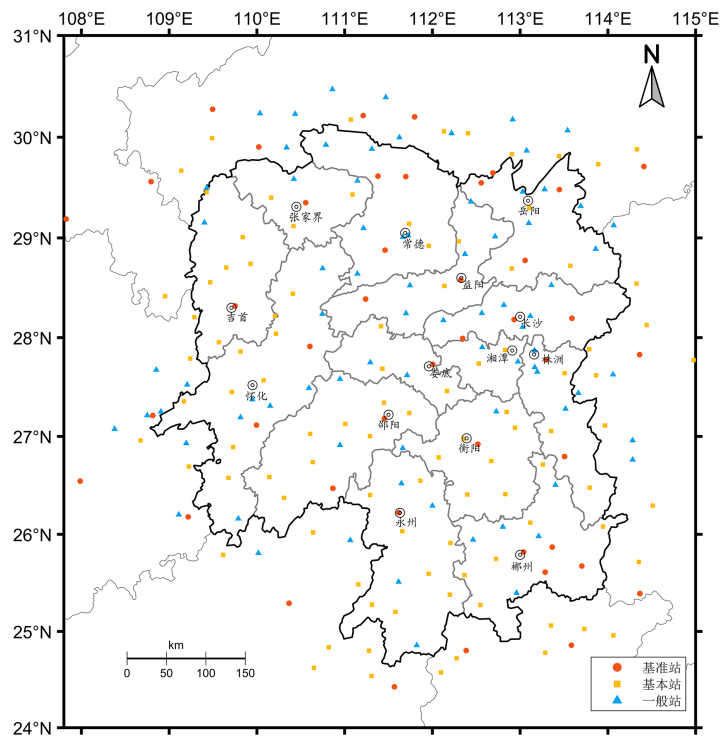 108°E 109°E 110°E 111°E 112°E 113°E 114°E 115°E
31°N
N
30°N
岳阳
张家界
29°N
常德
益阳
吉首
长沙
28°N
湘潭
株洲
娄底
怀化
邵阳
27°N
衡阳
永州
26°N
郴州
25°N
km
0 50 100 150
基准站
基本站
一般站
24°N